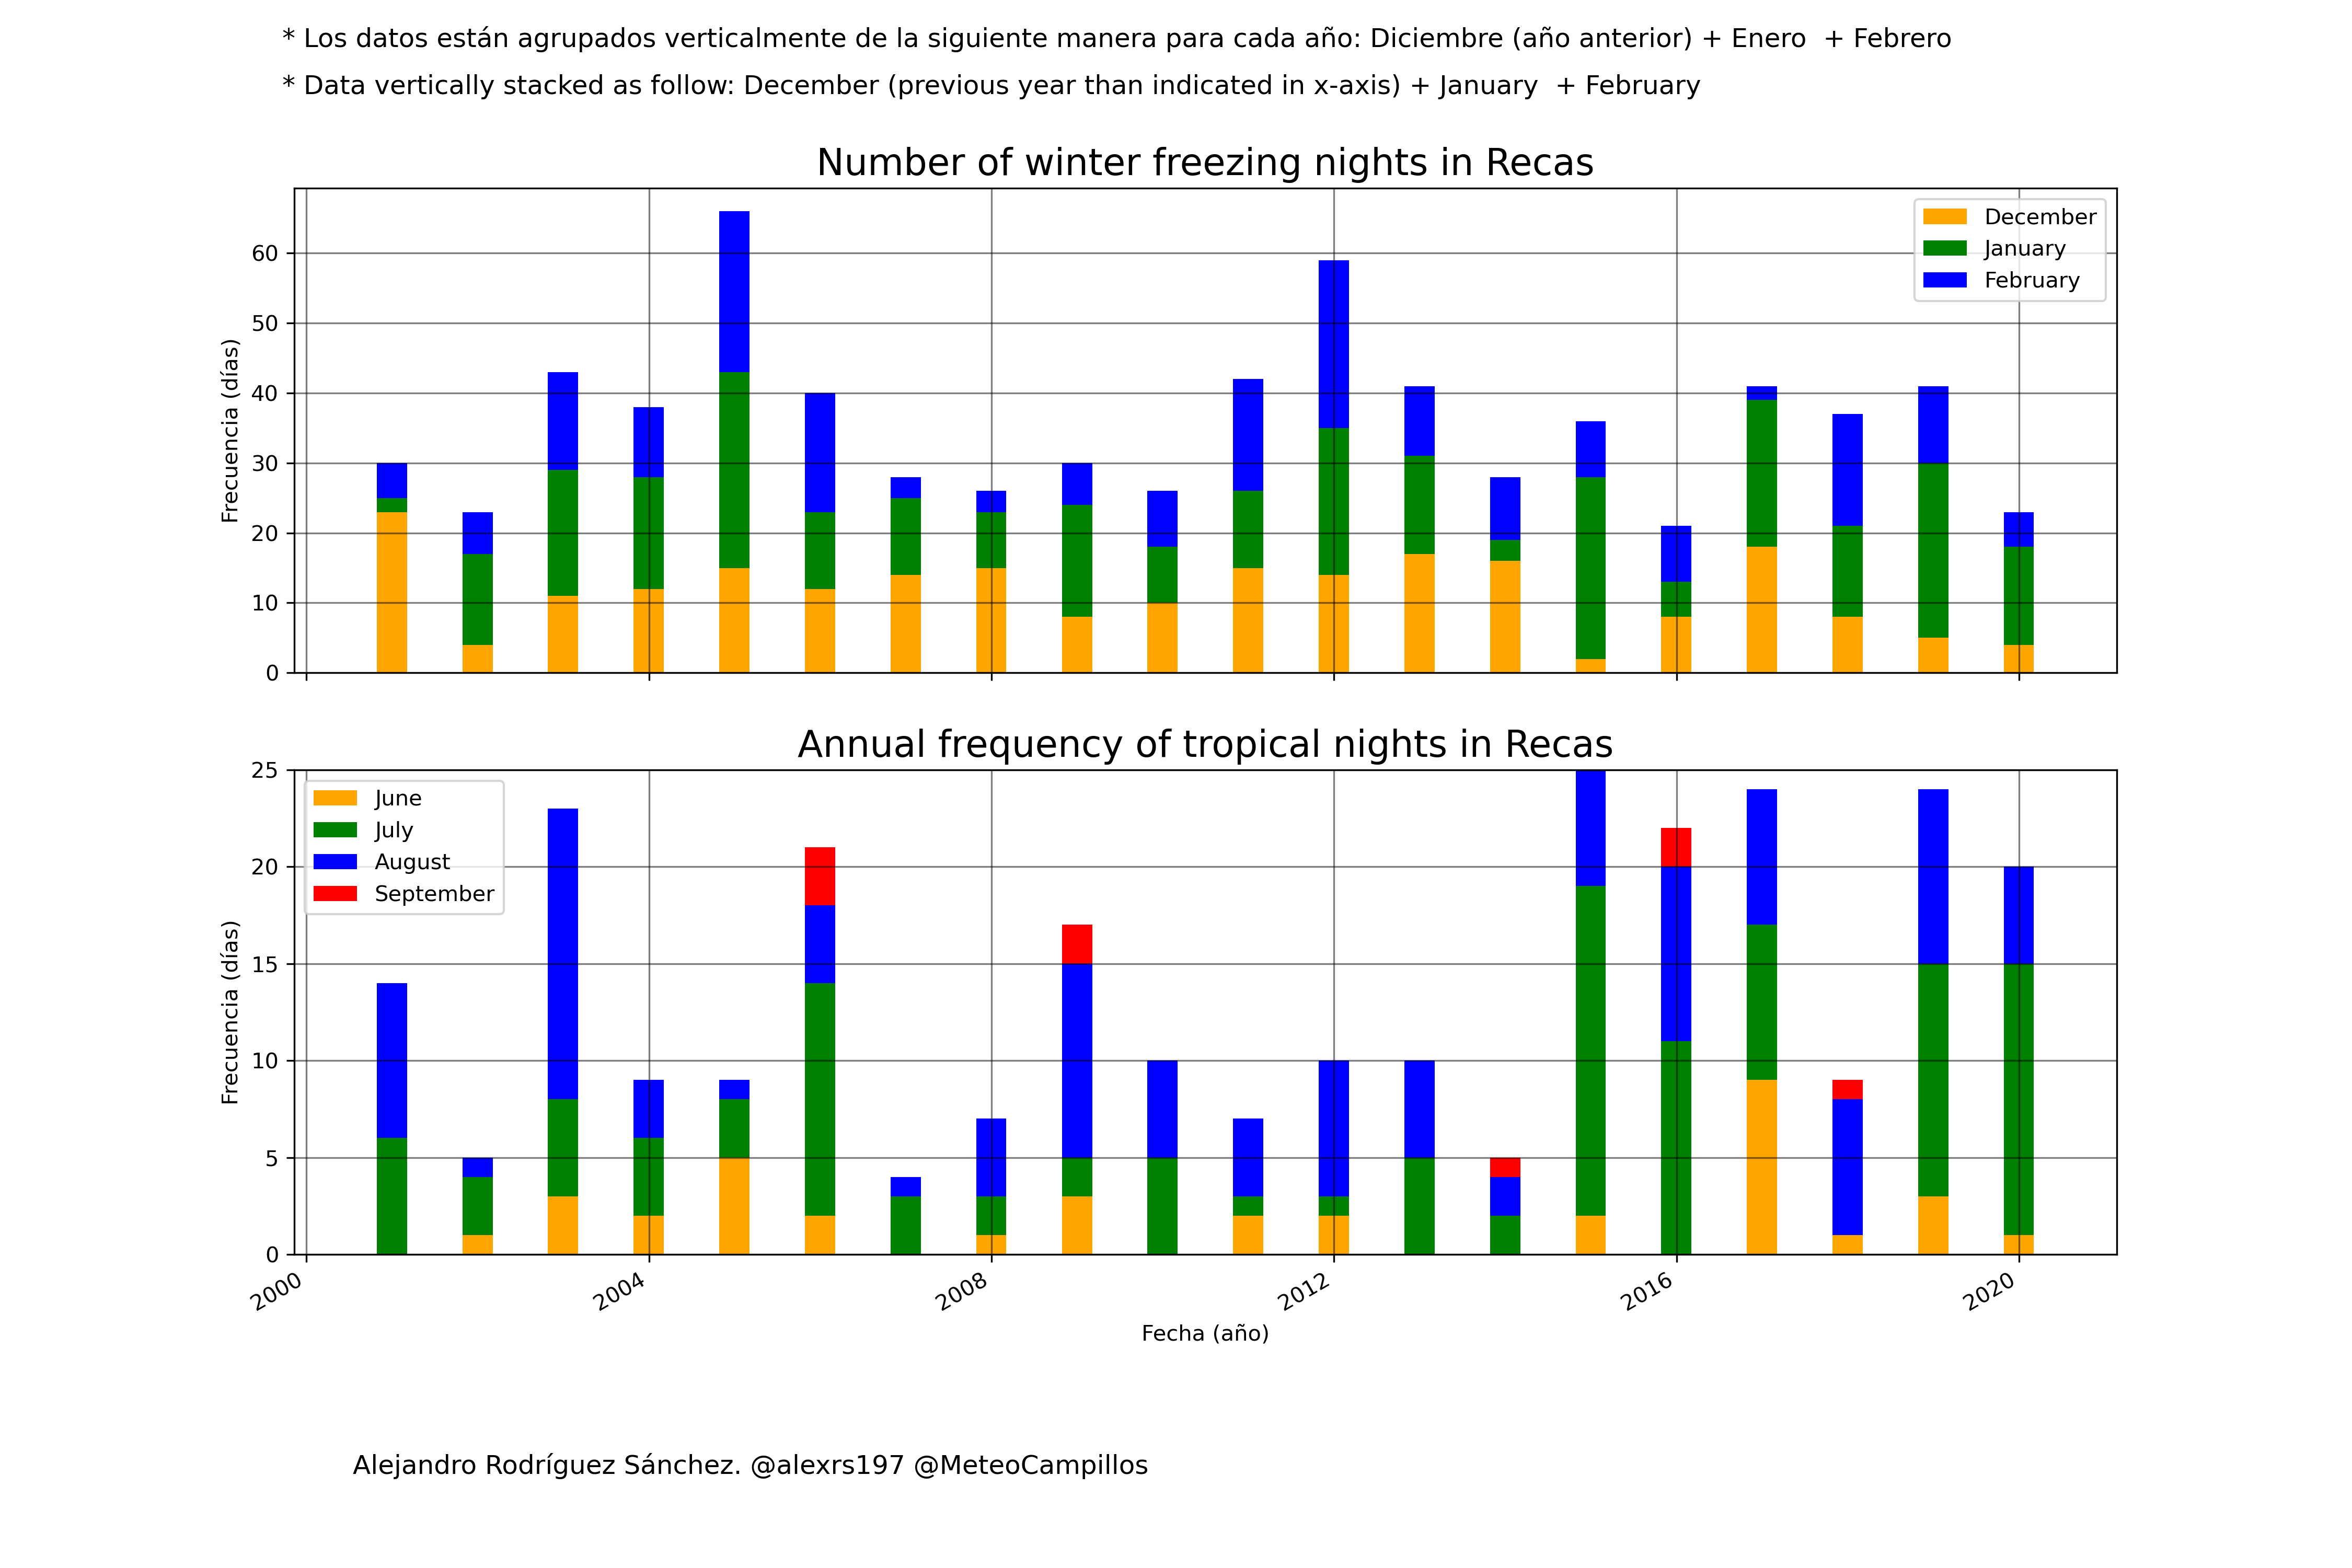 * Los datos están agrupados verticalmente de la siguiente manera para cada año: Diciembre (año anterior) + Enero  + Febrero
* Data vertically stacked as follow: December (previous year than indicated in x-axis) + January  + February
Number of winter freezing nights in Recas
Frecuencia (días)
60
50
40
30
20
10
0
December
January
February
Annual frequency of tropical nights in Recas
Frecuencia (días)
25
20
15
10
5
0
June
July
August
September
2000
2004
2008
2012
2016
2020
Fecha (año)
Alejandro Rodríguez Sánchez. @alexrs197 @MeteoCampillos